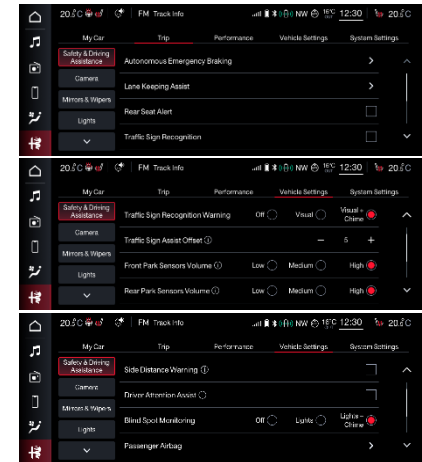 20.5°C FM Track Info NW 16°C OUT 12:30 20.5°C
My Car Trip Performance Vehicle Settings System Settings
Safety & Driving Assistance
Autonomous Emergency Braking
Camera
Lane Keeping Assist
Mirrors & Wipers
Rear Seat Alert
Lights
Traffic Sign Recognition
20.5°C FM Track Info NW 16°C OUT 12:30 20.5°C
My Car Trip Performance Vehicle Settings System Settings
Safety & Driving Assistance
Traffic Sign Recognition Warning Off Visual Visual + Chime
Camera
Traffic Sign Assist Offset − 5 +
Mirrors & Wipers
Front Park Sensors Volume Low Medium High
Lights
Rear Park Sensors Volume Low Medium High
20.5°C FM Track Info NW 16°C OUT 12:30 20.5°C
My Car Trip Performance Vehicle Settings System Settings
Safety & Driving Assistance
Side Distance Warning
Camera
Driver Attention Assist
Mirrors & Wipers
Blind Spot Monitoring Off Lights Lights + Chime
Lights
Passenger Airbag